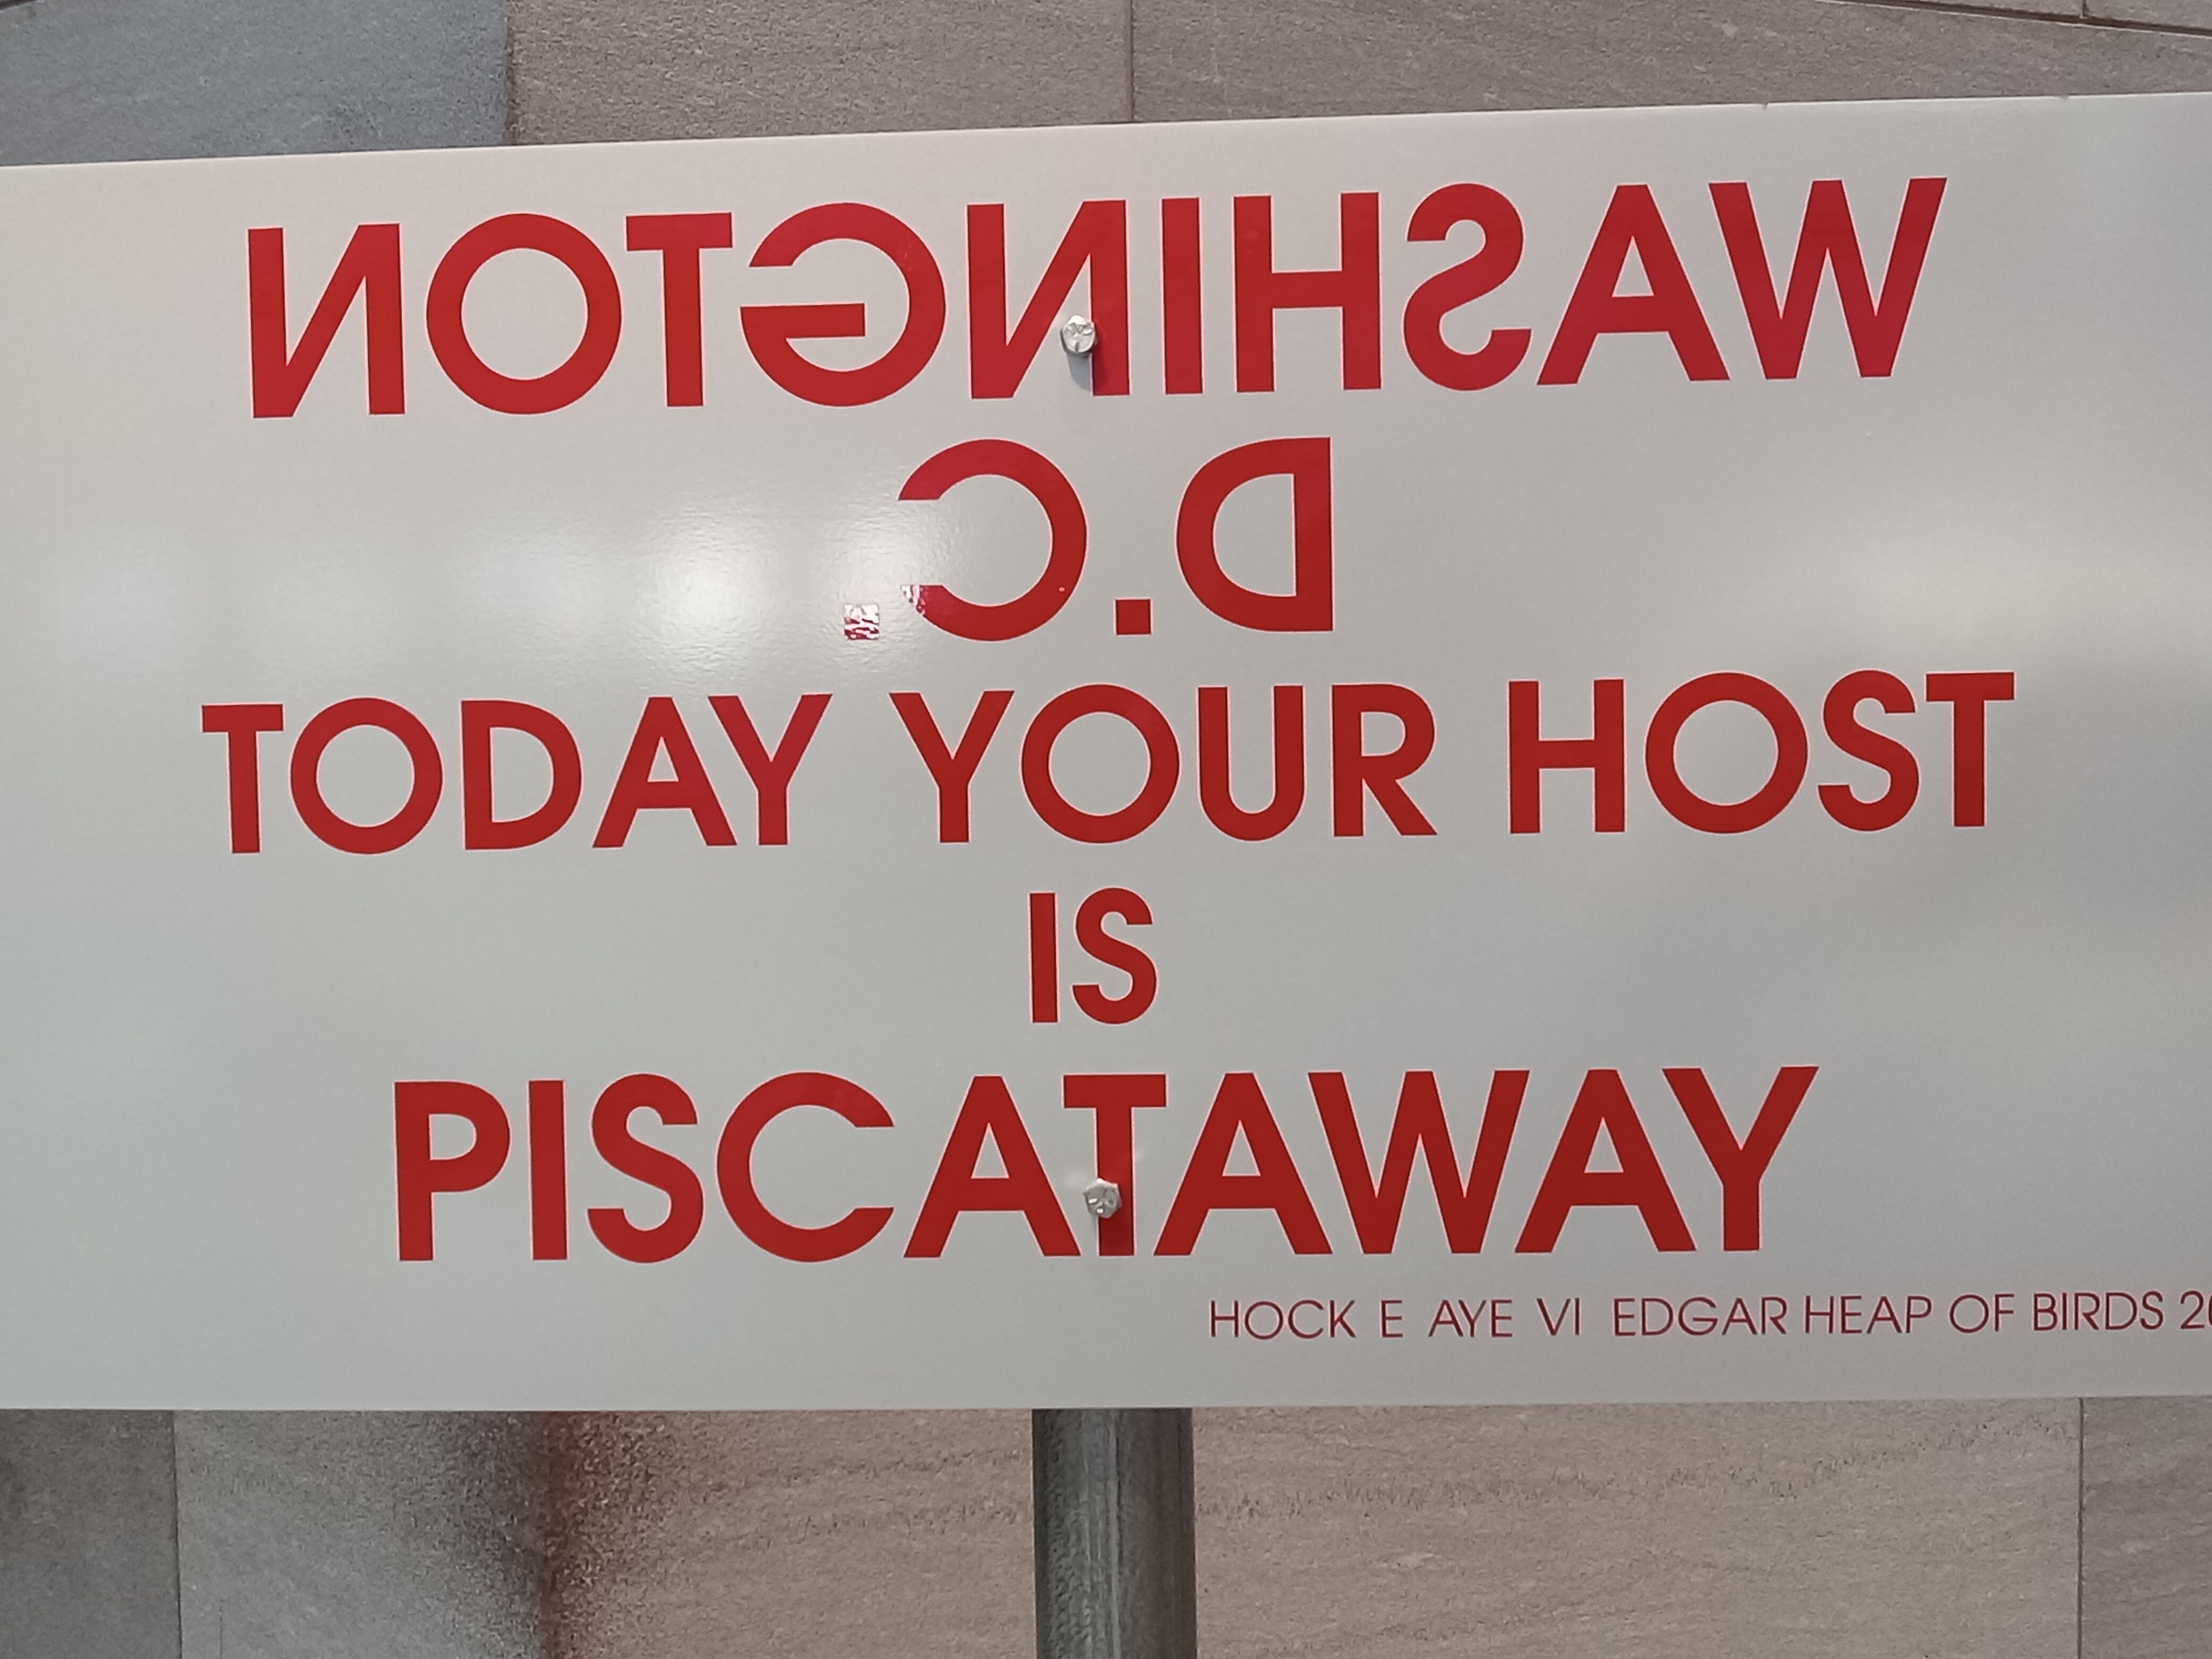 WASHINGTON
D.C.
TODAY YOUR HOST
IS
PISCATAWAY
HOCK E AYE VI EDGAR HEAP OF BIRDS